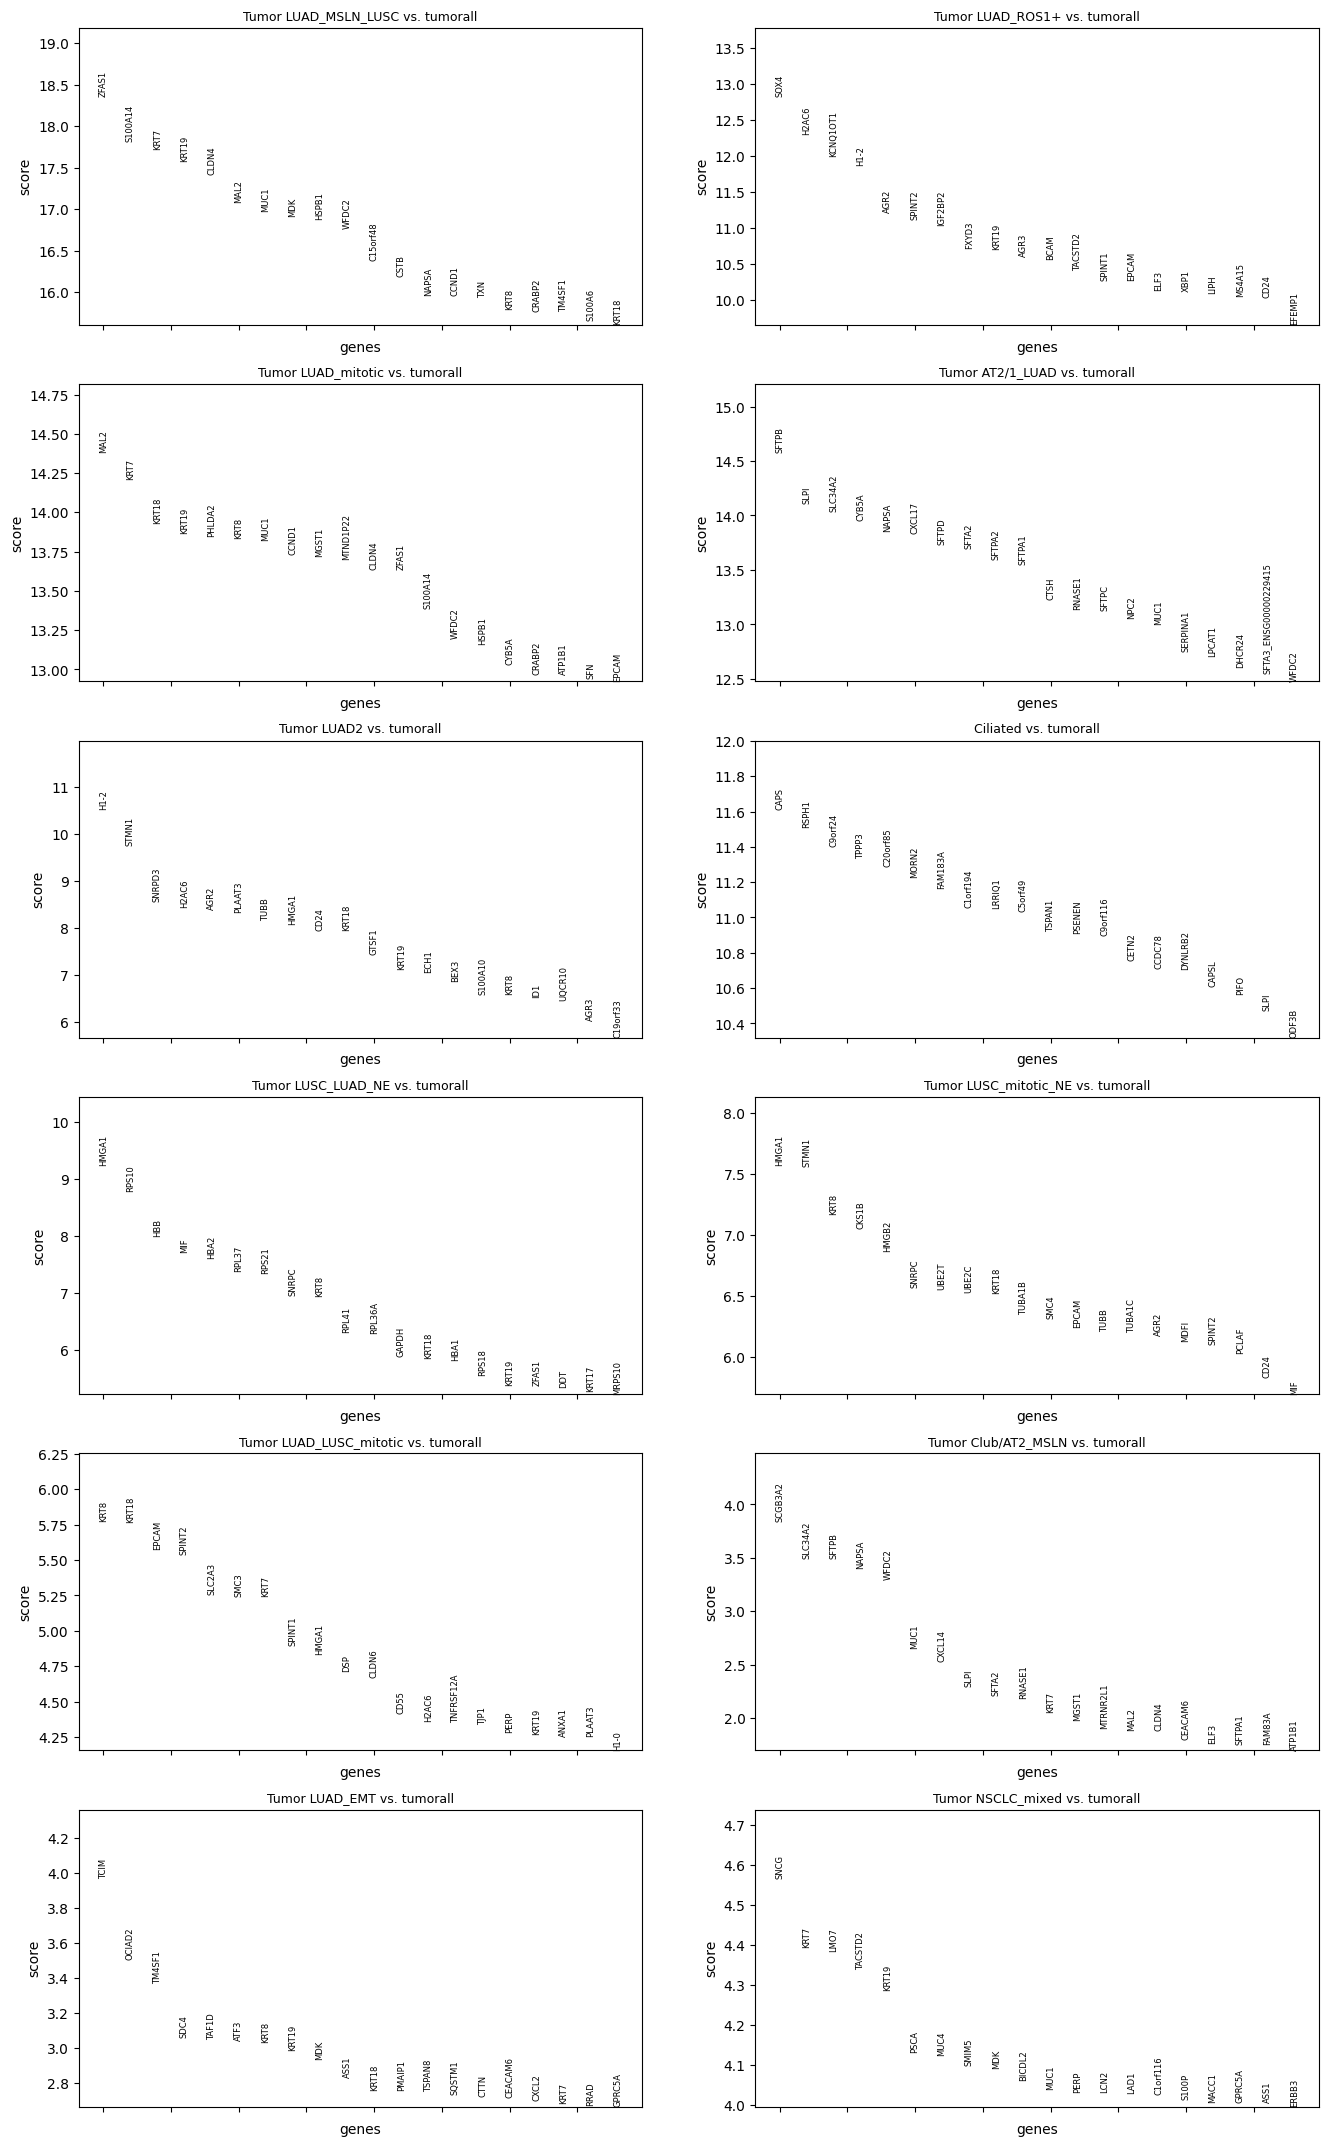 Tumor LUAD_MSLN_LUSC vs. tumorall
19.0
18.5
18.0
17.5
17.0
16.5
16.0
score
ZFAS1
S100A14
KRT7
KRT19
CLDN4
MAL2
MUC1
MDK
HSPB1
WFDC2
C15orf48
CSTB
NAPSA
CCND1
TXN
KRT8
CRABP2
TM4SF1
S100A6
KRT18
genes
Tumor LUAD_ROS1+ vs. tumorall
13.5
13.0
12.5
12.0
11.5
11.0
10.5
10.0
score
SOX4
H2AC6
KCNQ1OT1
H1-2
AGR2
SPINT2
IGF2BP2
FXYD3
KRT19
AGR3
BCAM
TACSTD2
SPINT1
EPCAM
ELF3
XBP1
LIPH
MS4A15
CD24
EFEMP1
genes
Tumor LUAD_mitotic vs. tumorall
14.75
14.50
14.25
14.00
13.75
13.50
13.25
13.00
score
MAL2
KRT7
KRT18
KRT19
PHLDA2
KRT8
MUC1
CCND1
MGST1
MTND1P22
CLDN4
ZFAS1
S100A14
WFDC2
HSPB1
CYB5A
CRABP2
ATP1B1
SFN
EPCAM
genes
Tumor AT2/1_LUAD vs. tumorall
15.0
14.5
14.0
13.5
13.0
12.5
score
SFTPB
SLPI
SLC34A2
CYB5A
NAPSA
CXCL17
SFTPD
SFTA2
SFTPA2
SFTPA1
CTSH
RNASE1
SFTPC
NPC2
MUC1
SERPINA1
LPCAT1
DHCR24
SFTA3_ENSG00000229415
WFDC2
genes
Tumor LUAD2 vs. tumorall
11
10
9
8
7
6
score
H1-2
STMN1
SNRPD3
H2AC6
AGR2
PLAAT3
TUBB
HMGA1
CD24
KRT18
GTSF1
KRT19
ECH1
BEX3
S100A10
KRT8
ID1
UQCR10
AGR3
C19orf33
genes
Ciliated vs. tumorall
12.0
11.8
11.6
11.4
11.2
11.0
10.8
10.6
10.4
score
CAPS
RSPH1
C9orf24
TPPP3
C20orf85
MORN2
FAM183A
C1orf194
LRRIQ1
C5orf49
TSPAN1
PSENEN
C9orf116
CETN2
CCDC78
DYNLRB2
CAPSL
PIFO
SLPI
ODF3B
genes
Tumor LUSC_LUAD_NE vs. tumorall
10
9
8
7
6
score
HMGA1
RPS10
HBB
MIF
HBA2
RPL37
RPS21
SNRPC
KRT8
RPL41
RPL36A
GAPDH
KRT18
HBA1
RPS18
KRT19
ZFAS1
DDT
KRT17
MRPS10
genes
Tumor LUSC_mitotic_NE vs. tumorall
8.0
7.5
7.0
6.5
6.0
score
HMGA1
STMN1
KRT8
CKS1B
HMGB2
SNRPC
UBE2T
UBE2C
KRT18
TUBA1B
SMC4
EPCAM
TUBB
TUBA1C
AGR2
MDFI
SPINT2
PCLAF
CD24
MIF
genes
Tumor LUAD_LUSC_mitotic vs. tumorall
6.25
6.00
5.75
5.50
5.25
5.00
4.75
4.50
4.25
score
KRT8
KRT18
EPCAM
SPINT2
SLC2A3
SMC3
KRT7
SPINT1
HMGA1
DSP
CLDN6
CD55
H2AC6
TNFRSF12A
TJP1
PERP
KRT19
ANXA1
PLAAT3
H1-0
genes
Tumor Club/AT2_MSLN vs. tumorall
4.0
3.5
3.0
2.5
2.0
score
SCGB3A2
SLC34A2
SFTPB
NAPSA
WFDC2
MUC1
CXCL14
SLPI
SFTA2
RNASE1
KRT7
MGST1
MTRNR2L1
MAL2
CLDN4
CEACAM6
ELF3
SFTPA1
FAM83A
ATP1B1
genes
Tumor LUAD_EMT vs. tumorall
4.2
4.0
3.8
3.6
3.4
3.2
3.0
2.8
score
TCIM
OCIAD2
TM4SF1
SDC4
TAF1D
ATF3
KRT8
KRT19
MDK
ASS1
KRT18
PMAIP1
TSPAN8
SQSTM1
CTTN
CEACAM6
CXCL2
KRT7
RRAD
GPRC5A
genes
Tumor NSCLC_mixed vs. tumorall
4.7
4.6
4.5
4.4
4.3
4.2
4.1
4.0
score
SNCG
KRT7
LMO7
TACSTD2
KRT19
PSCA
MUC4
SMIM5
MDK
BICDL2
MUC1
PERP
LCN2
LAD1
C1orf116
S100P
MACC1
GPRC5A
ASS1
ERBB3
genes